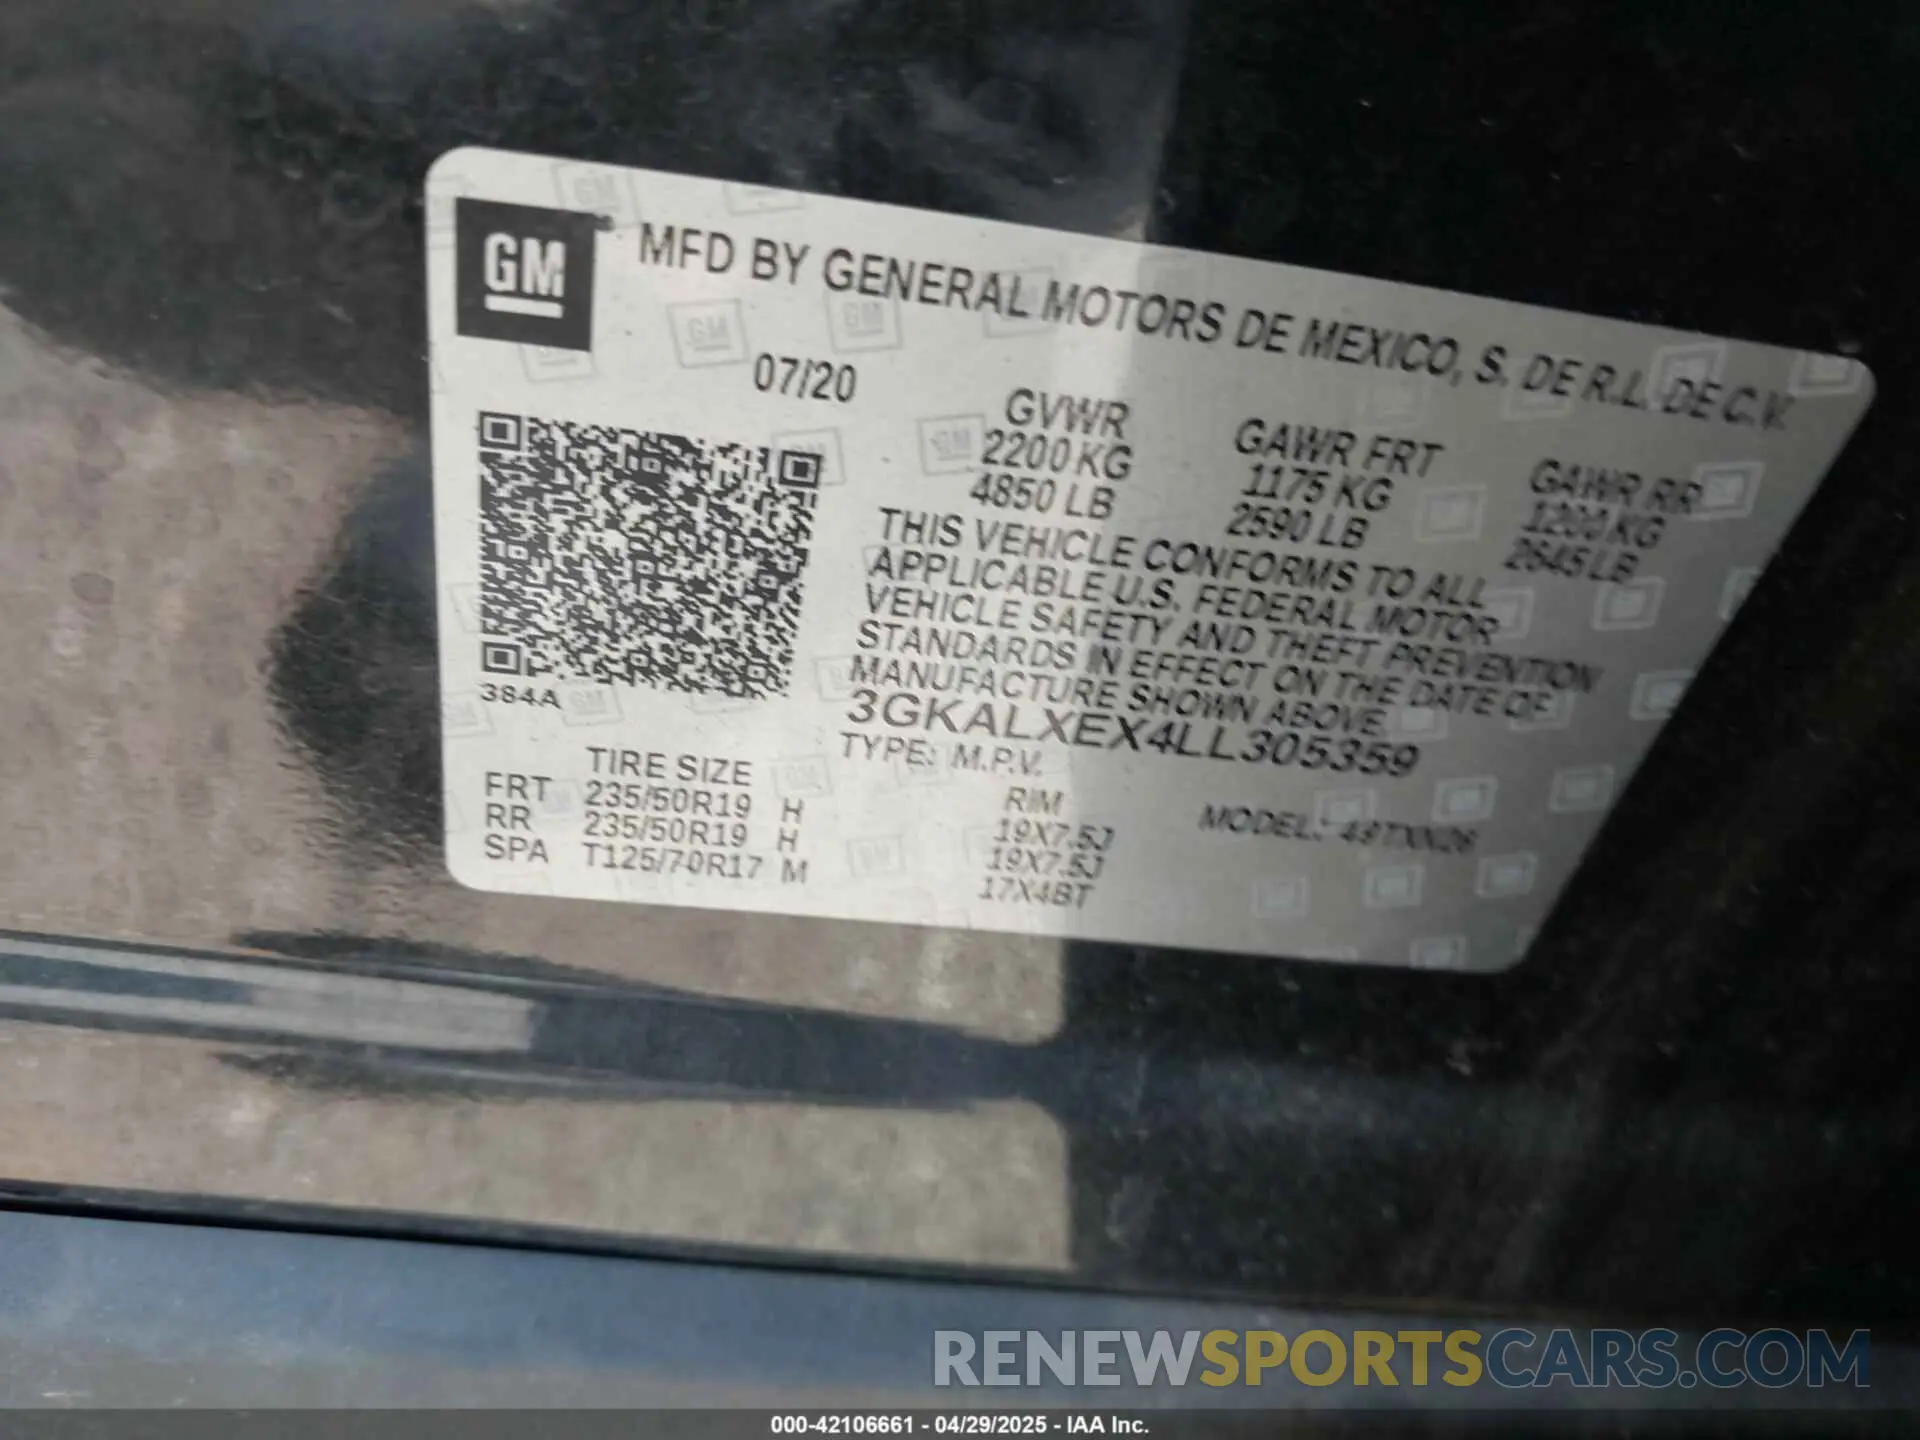 GM
MFD BY GENERAL MOTORS DE MEXICO, S. DE R.L. DE C.V.
07/20
GVWR GAWR FRT GAWR RR
2200 KG 1175 KG 1200 KG
4850 LB 2590 LB 2645 LB
THIS VEHICLE CONFORMS TO ALL
APPLICABLE U.S. FEDERAL MOTOR
VEHICLE SAFETY AND THEFT PREVENTION
STANDARDS IN EFFECT ON THE DATE OF
MANUFACTURE SHOWN ABOVE.
384A
3GKALXEX4LL305359
TYPE: M.P.V. MODEL:
TIRE SIZE RIM
FRT 235/50R19 H 19X7.5J
RR 235/50R19 H 19X7.5J
SPA T125/70R17 M 17X4BT
RENEWSPORTSCARS.COM
000-42106661 - 04/29/2025 - IAA Inc.